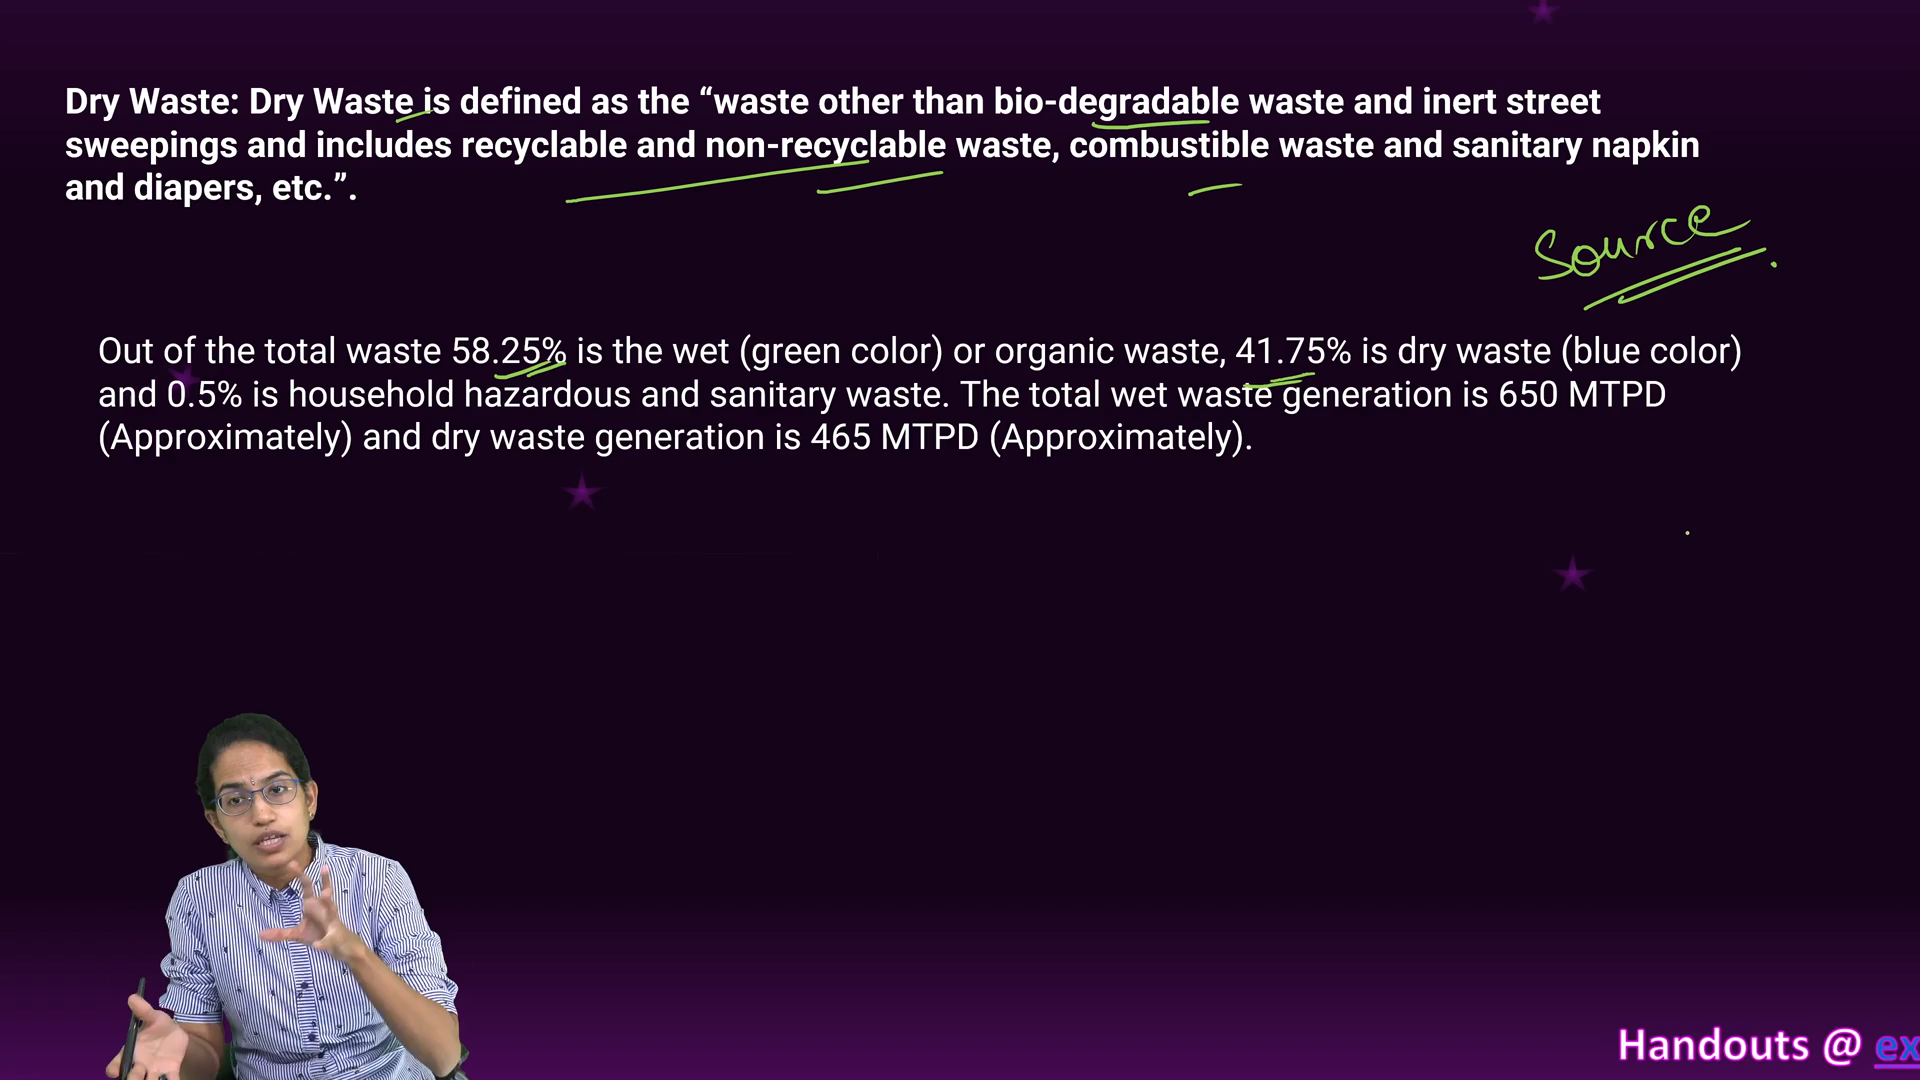 Dry Waste: Dry Waste is defined as the “waste other than bio-degradable waste and inert street
sweepings and includes recyclable and non-recyclable waste, combustible waste and sanitary napkin
and diapers, etc.”.
Source
Out of the total waste 58.25% is the wet (green color) or organic waste, 41.75% is dry waste (blue color)
and 0.5% is household hazardous and sanitary waste. The total wet waste generation is 650 MTPD
(Approximately) and dry waste generation is 465 MTPD (Approximately).
Handouts @ ex